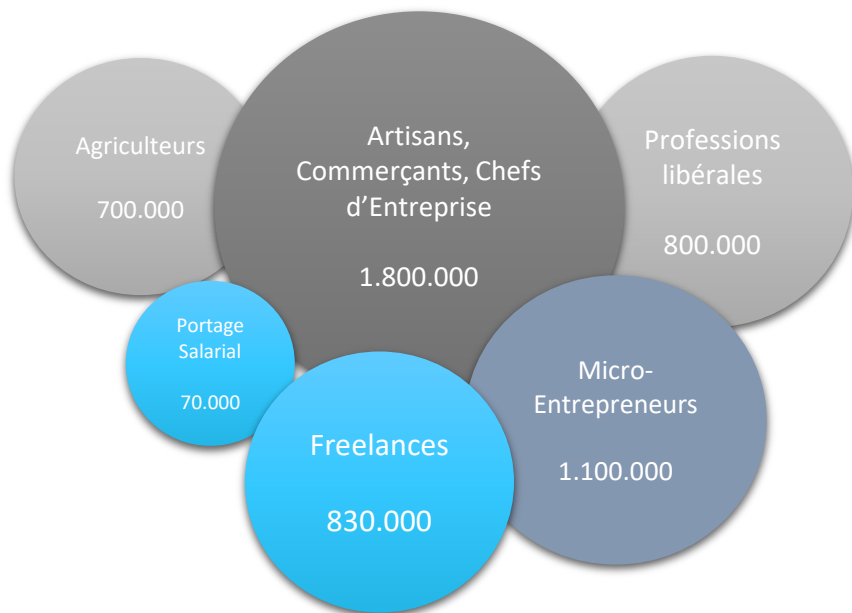 Agriculteurs
700.000
Artisans,
Commerçants, Chefs
d’Entreprise
1.800.000
Professions
libérales
800.000
Portage
Salarial
70.000
Freelances
830.000
Micro-
Entrepreneurs
1.100.000